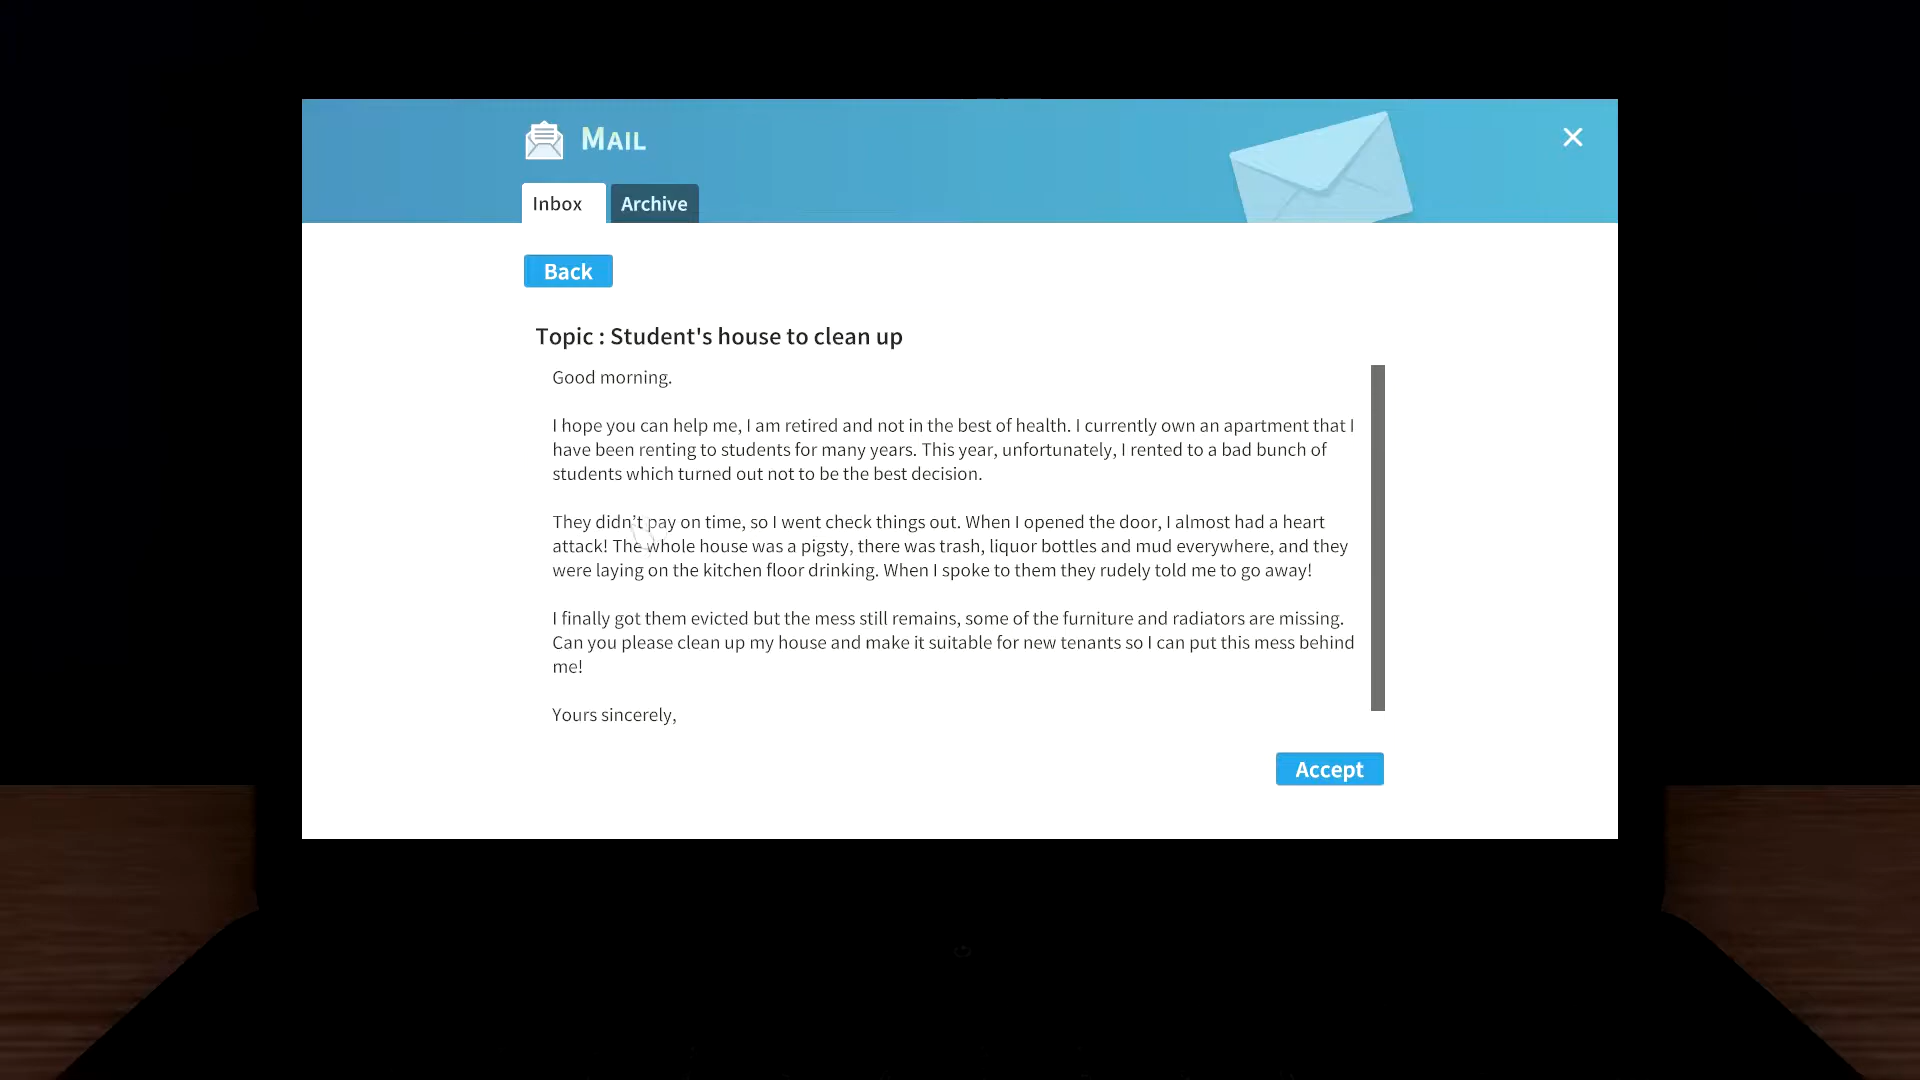 Mail
Inbox
Archive
Back
Topic : Student's house to clean up
Good morning.
I hope you can help me, I am retired and not in the best of health. I currently own an apartment that I
have been renting to students for many years. This year, unfortunately, I rented to a bad bunch of
students which turned out not to be the best decision.
They didn’t pay on time, so I went check things out. When I opened the door, I almost had a heart
attack! The whole house was a pigsty, there was trash, liquor bottles and mud everywhere, and they
were laying on the kitchen floor drinking. When I spoke to them they rudely told me to go away!
I finally got them evicted but the mess still remains, some of the furniture and radiators are missing.
Can you please clean up my house and make it suitable for new tenants so I can put this mess behind
me!
Yours sincerely,
Accept